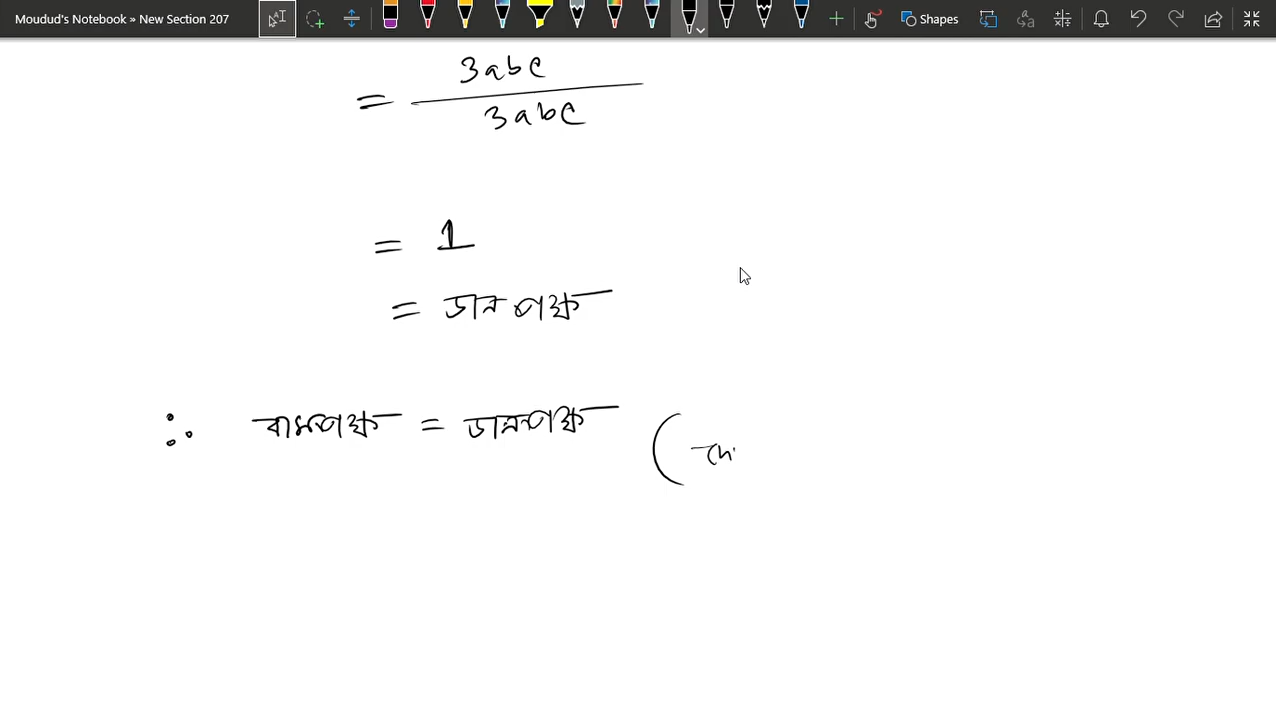 Moudud's Notebook » New Section 207
Shapes
= 3abc / 3abc
= 1
= ডানপক্ষ
∴ বামপক্ষ = ডানপক্ষ (